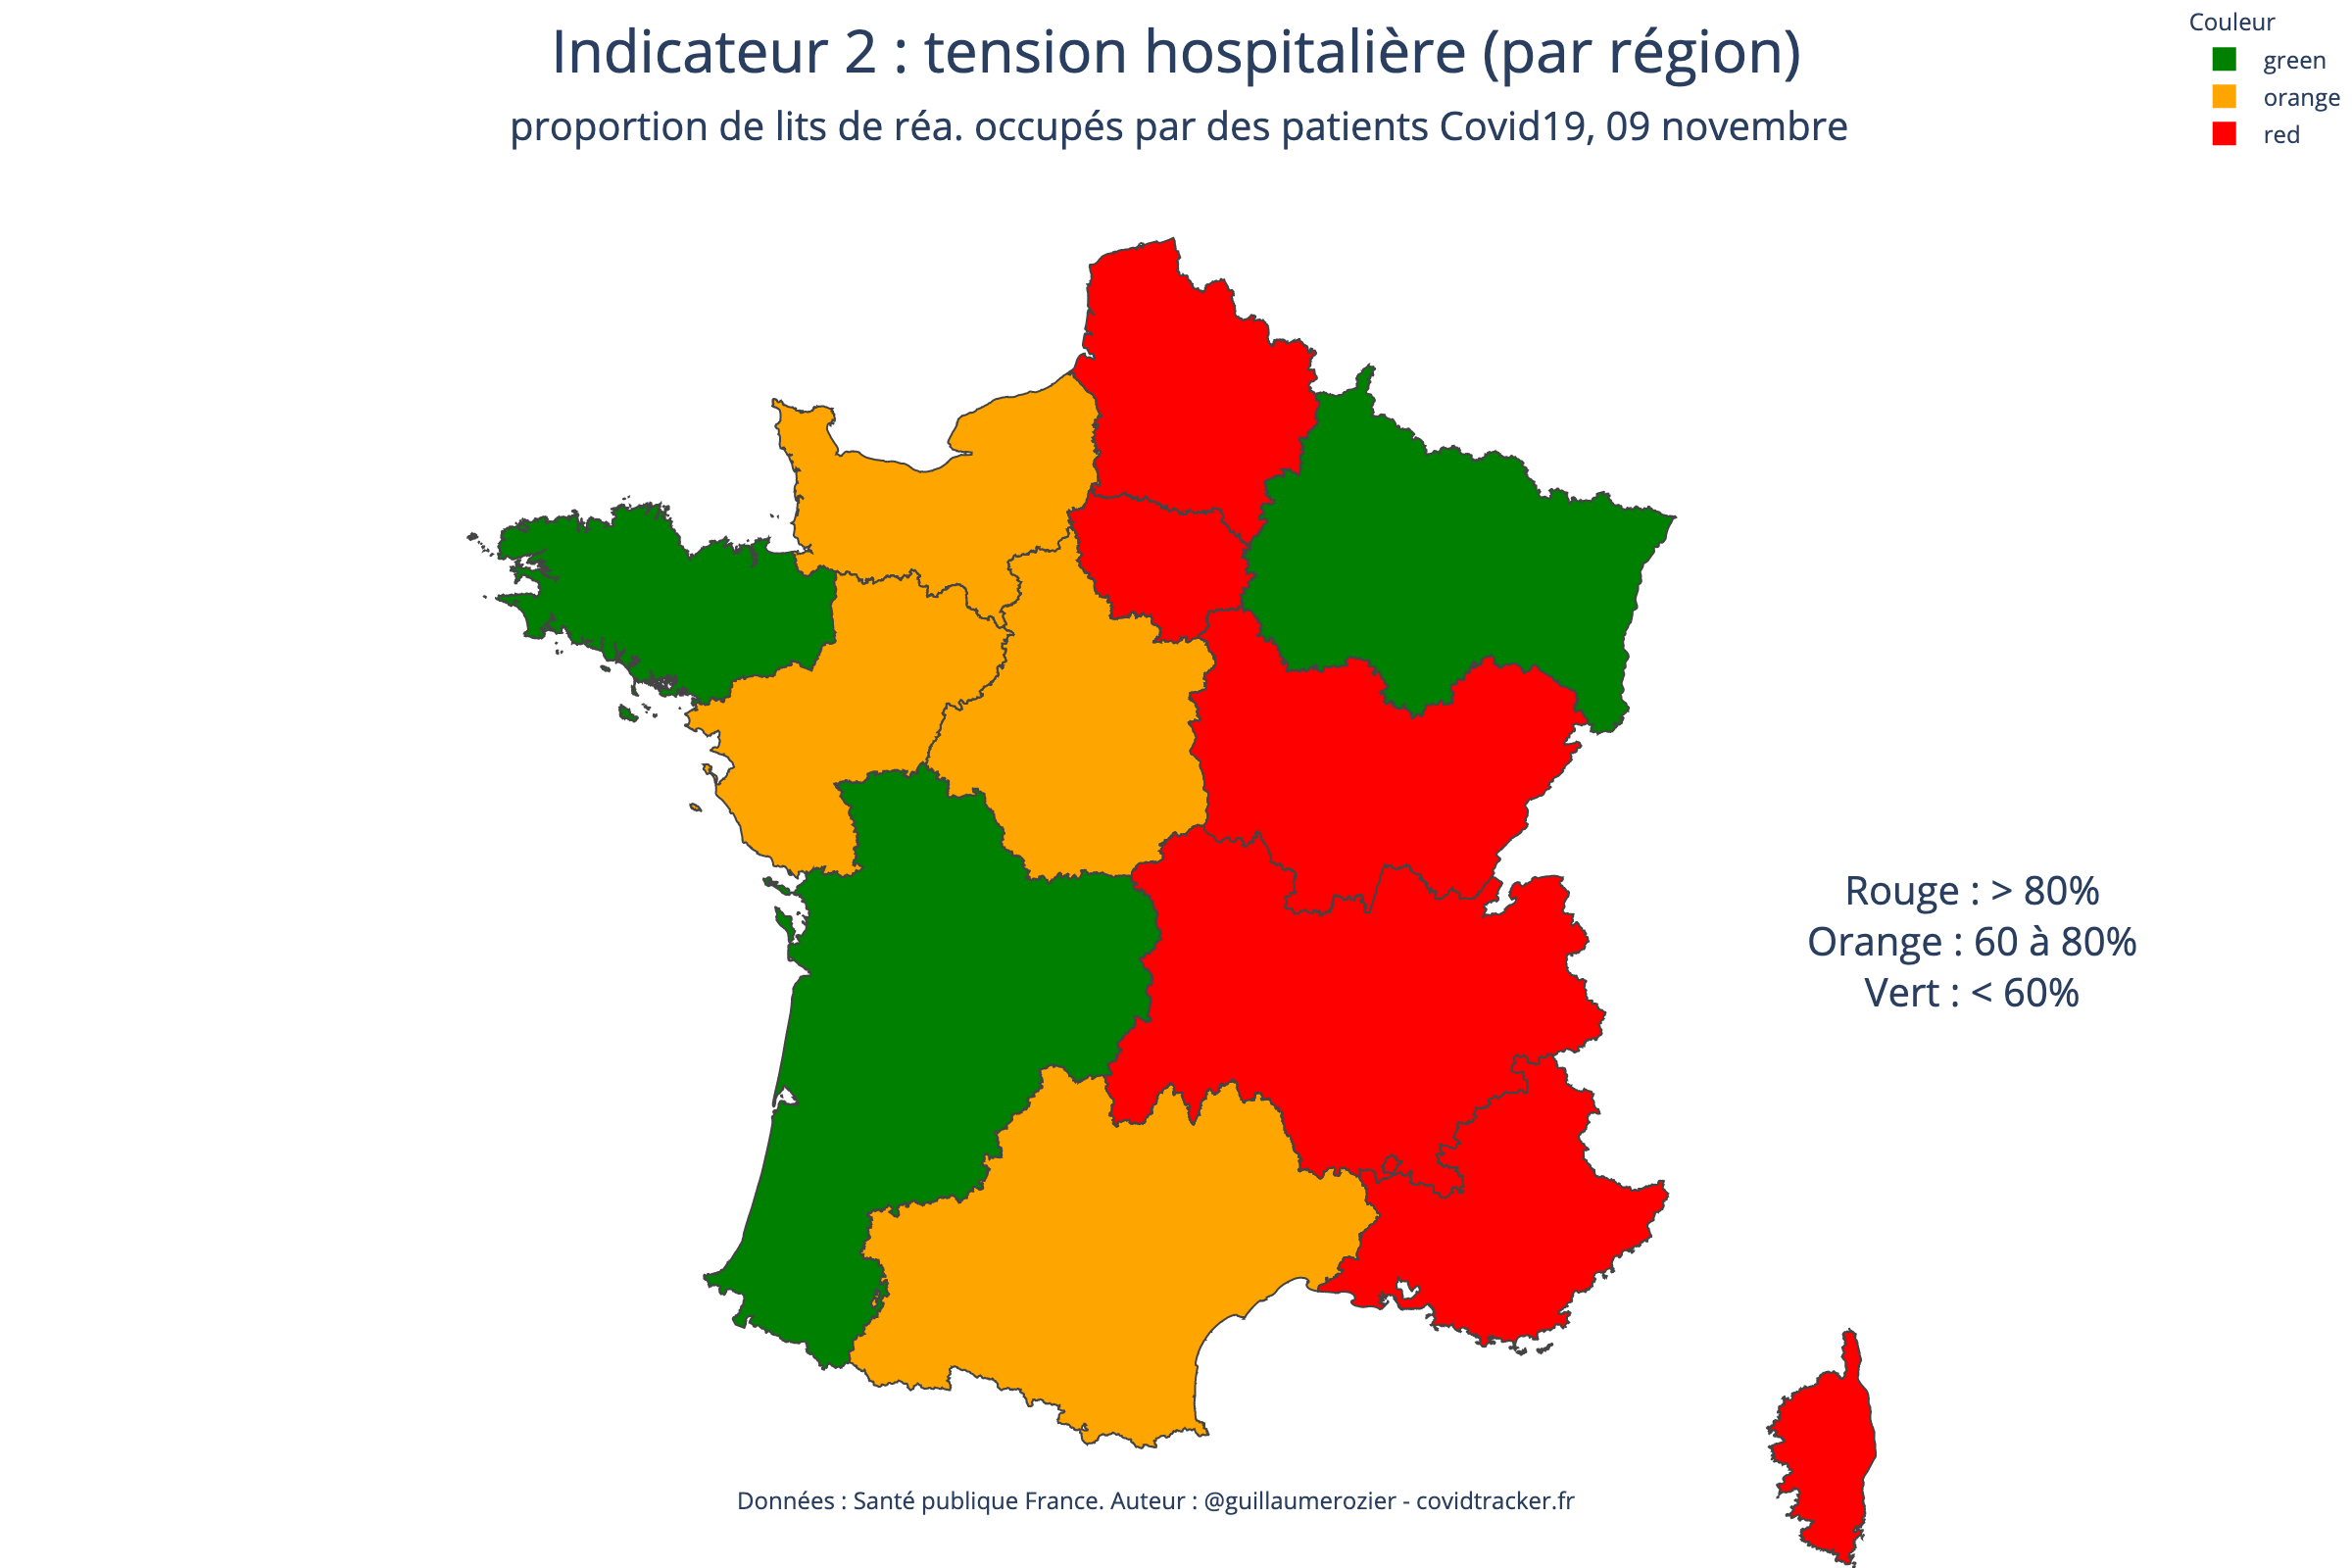 Indicateur 2 : tension hospitalière (par région)
proportion de lits de réa. occupés par des patients Covid19, 09 novembre
Couleur
green
orange
red
Rouge : > 80%
Orange : 60 à 80%
Vert : < 60%
Données : Santé publique France. Auteur : @guillaumerozier - covidtracker.fr